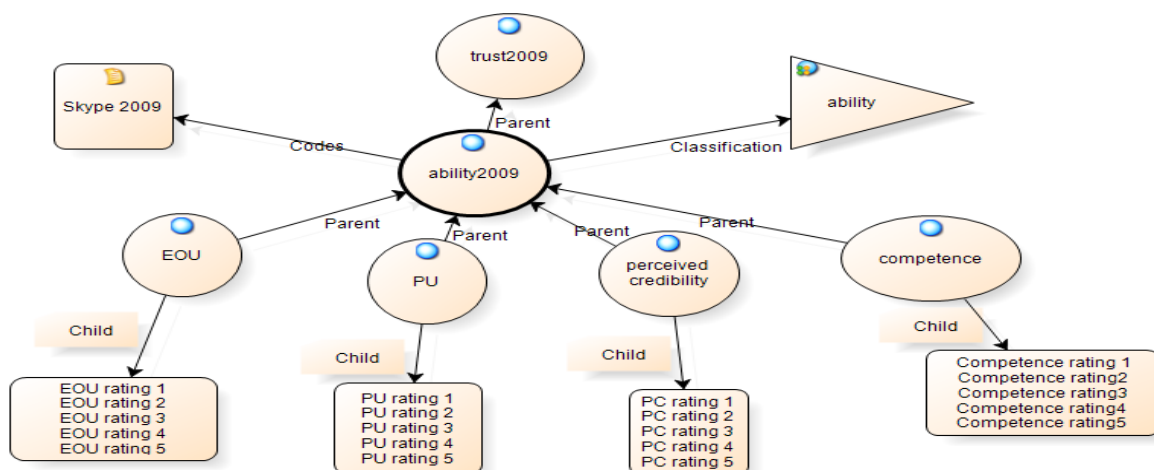 trust2009
Skype 2009
ability
Parent
Codes
Classification
ability2009
Parent
Parent
Parent
Parent
EOU
PU
perceived
credibility
competence
Child
Child
Child
Child
EOU rating 1
EOU rating 2
EOU rating 3
EOU rating 4
EOU rating 5
PU rating 1
PU rating 2
PU rating 3
PU rating 4
PU rating 5
PC rating 1
PC rating 2
PC rating 3
PC rating 4
PC rating 5
Competence rating 1
Competence rating2
Competence rating3
Competence rating4
Competence rating5